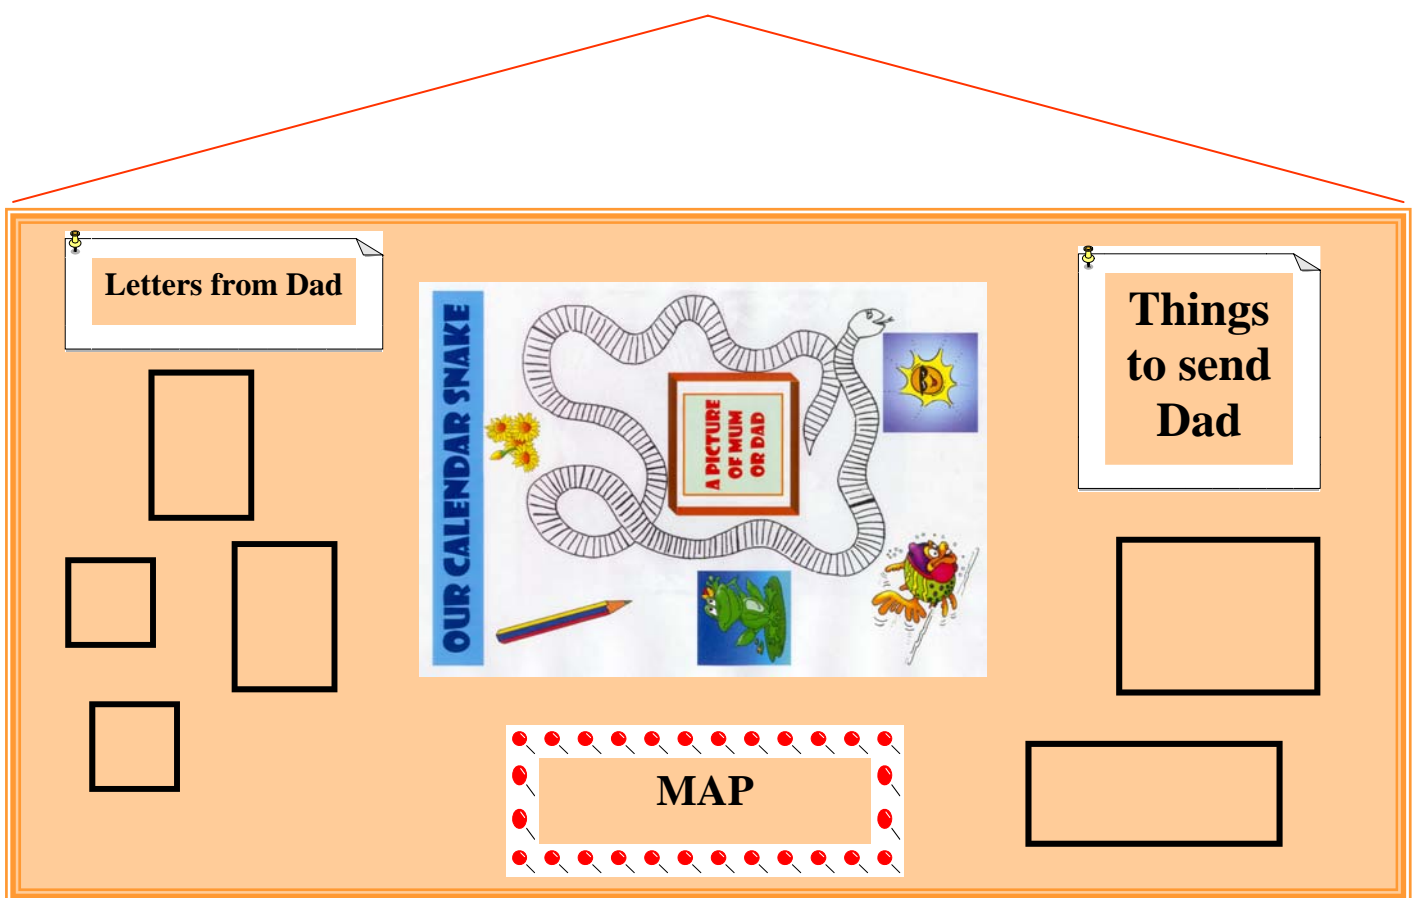 Letters from Dad
OUR CALENDAR SNAKE
A PICTURE
OF MUM
OR DAD
Things
to send
Dad
MAP